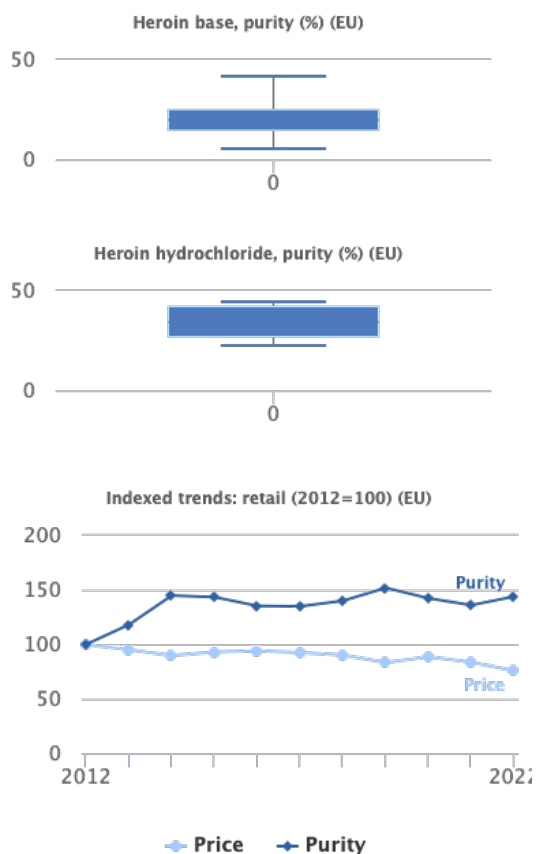 Heroin base, purity (%) (EU)
50
0
0
Heroin hydrochloride, purity (%) (EU)
50
0
0
Indexed trends: retail (2012=100) (EU)
200
150
Purity
100
Price
50
0
2012
2022
Price
Purity